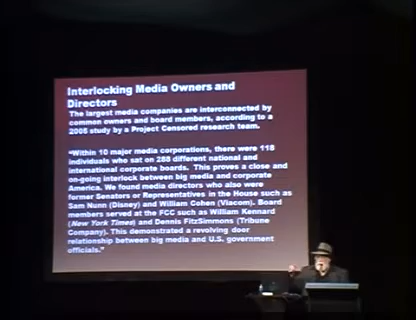 Interlocking Media Owners and
Directors
The largest media companies are interconnected by
common owners and board members, according to a
2005 study by a Project Censored research team.
"Within 10 major media corporations, there were 118
individuals who sat on 288 different national and
international corporate boards. This proves a close and
on-going interlock between big media and corporate
America. We found media directors who also were
former Senators or Representatives in the House such as
Sam Nunn (Disney) and William Cohen (Viacom). Board
members served at the FCC such as William Kennard
(New York Times) and Dennis FitzSimmons (Tribune
Company). This demonstrated a revolving door
relationship between big media and U.S. government
officials."